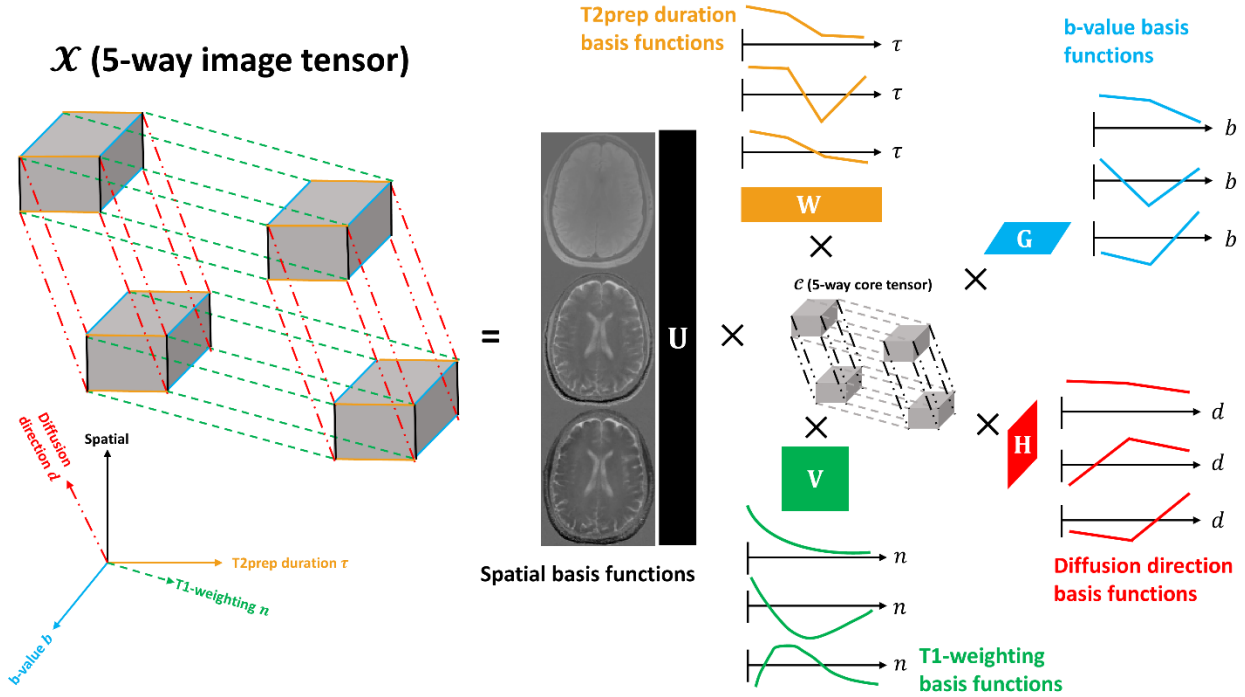 𝒳 (5-way image tensor)
T2prep duration
basis functions
τ
τ
τ
b-value basis
functions
b
b
b
W
G
×
×
𝒞 (5-way core tensor)
=
U
×
×
×
H
V
d
d
d
Diffusion direction
basis functions
Diffusion
direction d
Spatial
T2prep duration τ
T1-weighting n
b-value b
Spatial basis functions
n
n
n
T1-weighting
basis functions